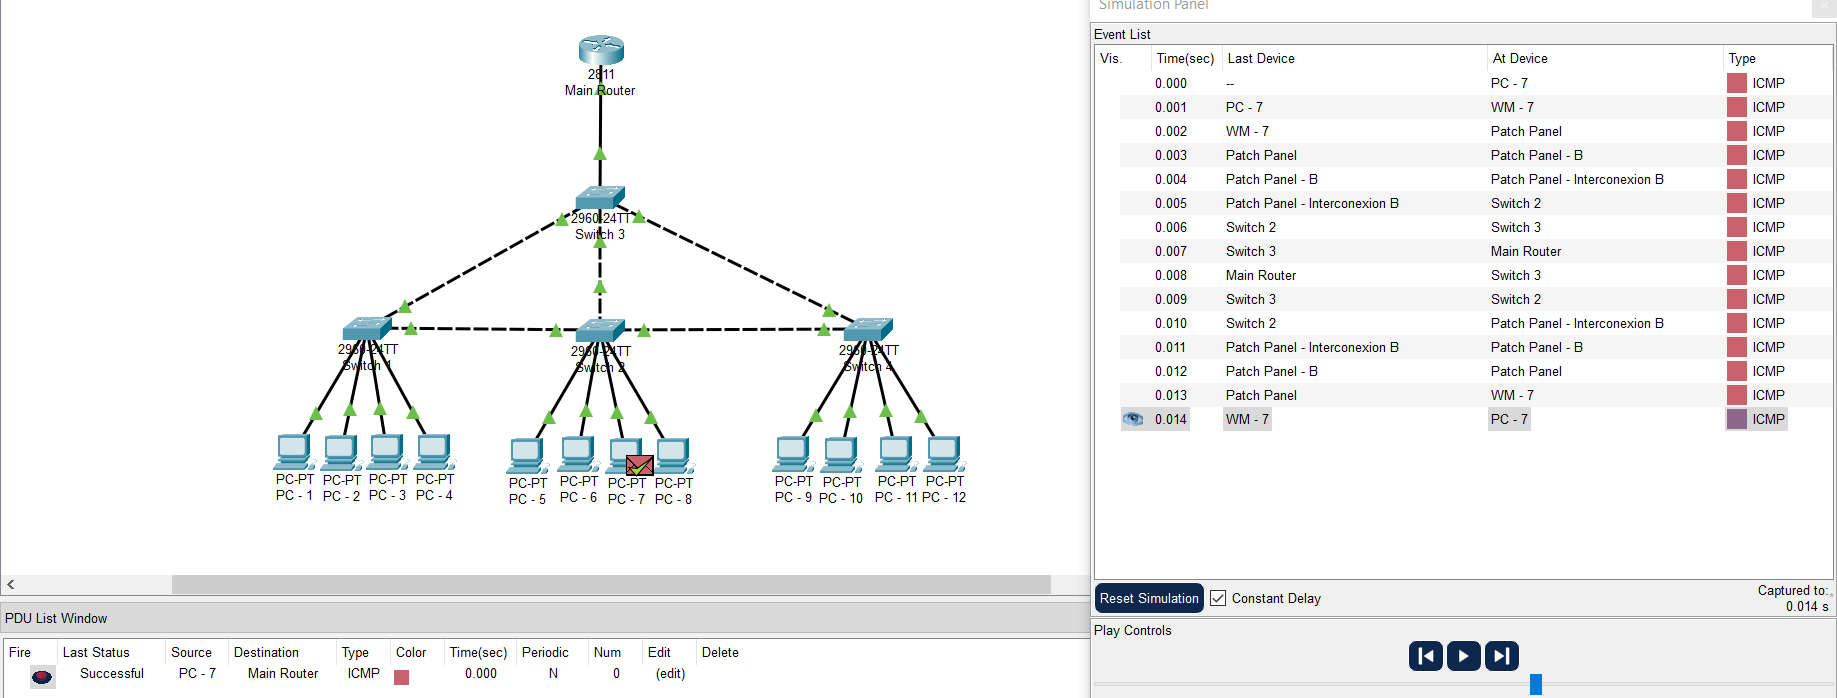 Simulation Panel
Event List
Vis. Time(sec) Last Device At Device Type
0.000 -- PC - 7 ICMP
0.001 PC - 7 WM - 7 ICMP
0.002 WM - 7 Patch Panel ICMP
0.003 Patch Panel Patch Panel - B ICMP
0.004 Patch Panel - B Patch Panel - Interconexion B ICMP
0.005 Patch Panel - Interconexion B Switch 2 ICMP
0.006 Switch 2 Switch 3 ICMP
0.007 Switch 3 Main Router ICMP
0.008 Main Router Switch 3 ICMP
0.009 Switch 3 Switch 2 ICMP
0.010 Switch 2 Patch Panel - Interconexion B ICMP
0.011 Patch Panel - Interconexion B Patch Panel - B ICMP
0.012 Patch Panel - B Patch Panel ICMP
0.013 Patch Panel WM - 7 ICMP
0.014 WM - 7 PC - 7 ICMP
Reset Simulation Constant Delay
Captured to:
0.014 s
Play Controls
2811
Main Router
2960-24TT
Switch 3
2960-24TT
Switch 1
2960-24TT
Switch 2
2960-24TT
Switch 4
PC-PT
PC - 1
PC-PT
PC - 2
PC-PT
PC - 3
PC-PT
PC - 4
PC-PT
PC - 5
PC-PT
PC - 6
PC-PT
PC - 7
PC-PT
PC - 8
PC-PT
PC - 9
PC-PT
PC - 10
PC-PT
PC - 11
PC-PT
PC - 12
PDU List Window
Fire Last Status Source Destination Type Color Time(sec) Periodic Num Edit Delete
Successful PC - 7 Main Router ICMP 0.000 N 0 (edit)